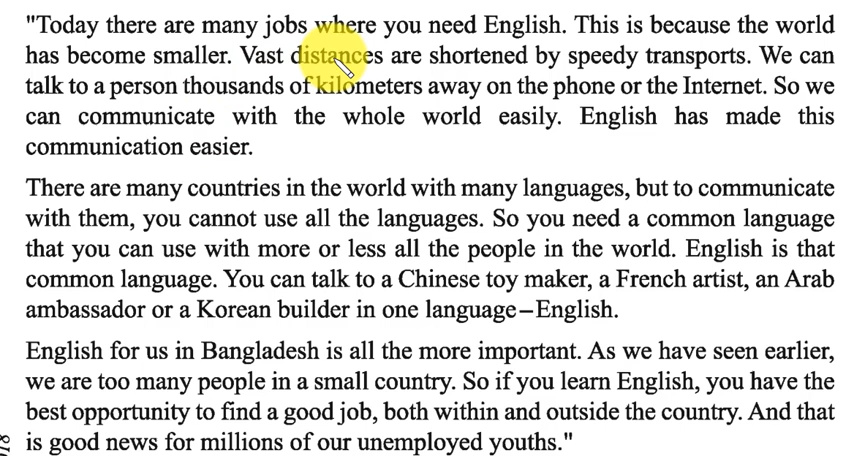 "Today there are many jobs where you need English. This is because the world
has become smaller. Vast distances are shortened by speedy transports. We can
talk to a person thousands of kilometers away on the phone or the Internet. So we
can communicate with the whole world easily. English has made this
communication easier.
There are many countries in the world with many languages, but to communicate
with them, you cannot use all the languages. So you need a common language
that you can use with more or less all the people in the world. English is that
common language. You can talk to a Chinese toy maker, a French artist, an Arab
ambassador or a Korean builder in one language–English.
English for us in Bangladesh is all the more important. As we have seen earlier,
we are too many people in a small country. So if you learn English, you have the
best opportunity to find a good job, both within and outside the country. And that
is good news for millions of our unemployed youths."